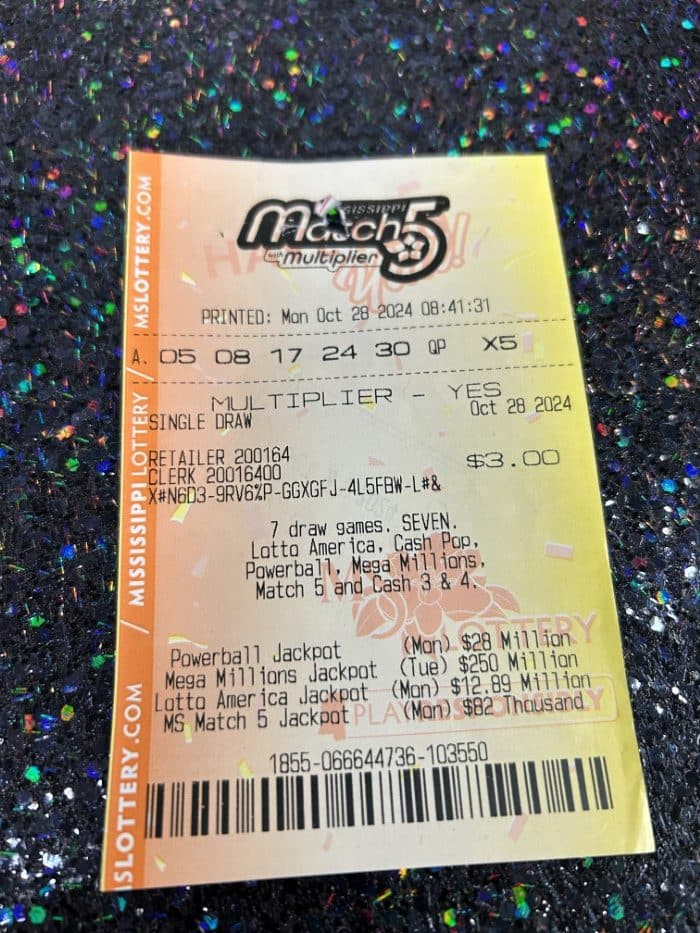 MISSISSIPPI
Match 5
with multiplier
PRINTED: Mon Oct 28 2024 08:41:31
A. 05 08 17 24 30 QP X5
MULTIPLIER - YES
SINGLE DRAW Oct 28 2024
RETAILER 200164 $3.00
CLERK 20016400
X#N6D3-9RV6%P-GGXGFJ-4L5FBW-L#&
7 draw games. SEVEN.
Lotto America, Cash Pop,
Powerball, Mega Millions,
Match 5 and Cash 3 & 4.
Powerball Jackpot (Mon) $28 Million
Mega Millions Jackpot (Tue) $250 Million
Lotto America Jackpot (Mon) $12.89 Million
MS Match 5 Jackpot (Mon) $82 Thousand
LOTTERY
PLAY RESPONSIBLY
1855-066644736-103550
MSLOTTERY.COM
/ MISSISSIPPILOTTERY /
SLOTTERY.COM